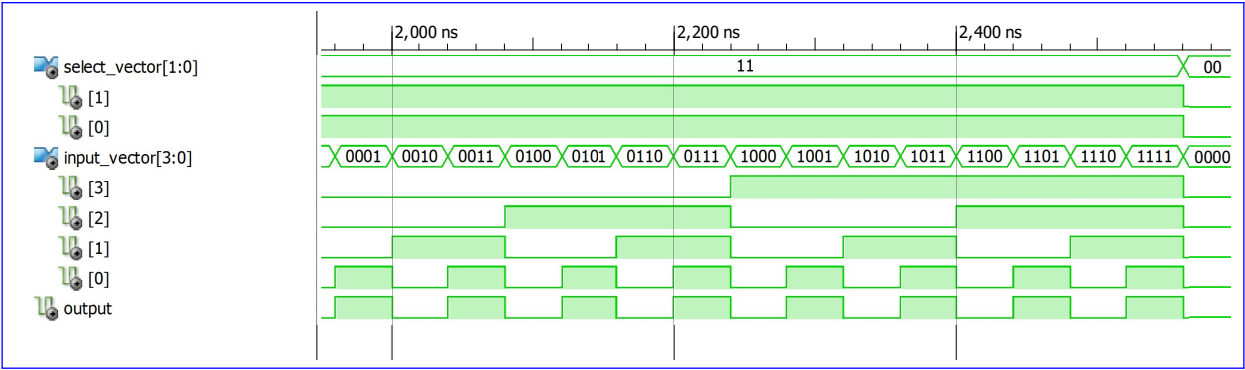 2,000 ns 2,200 ns 2,400 ns
select_vector[1:0] 11 00
[1]
[0]
input_vector[3:0] 0001 0010 0011 0100 0101 0110 0111 1000 1001 1010 1011 1100 1101 1110 1111 0000
[3]
[2]
[1]
[0]
output